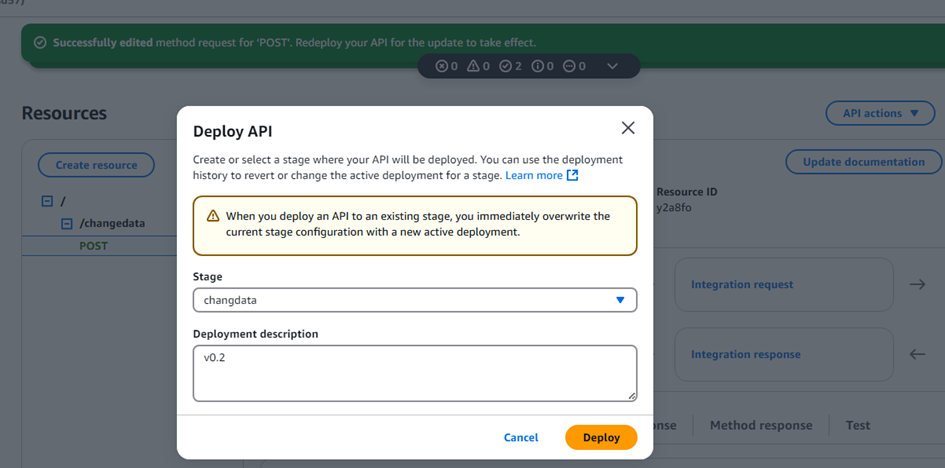 Successfully edited method request for 'POST'. Redeploy your API for the update to take effect.
0 0 2 0 0
Resources
API actions
Deploy API
Create or select a stage where your API will be deployed. You can use the deployment
history to revert or change the active deployment for a stage. Learn more
Create resource
Update documentation
/
Resource ID
y2a8fo
When you deploy an API to an existing stage, you immediately overwrite the
current stage configuration with a new active deployment.
/changedata
POST
Stage
changdata
Integration request
Deployment description
v0.2
Integration response
Method response
Test
Cancel
Deploy